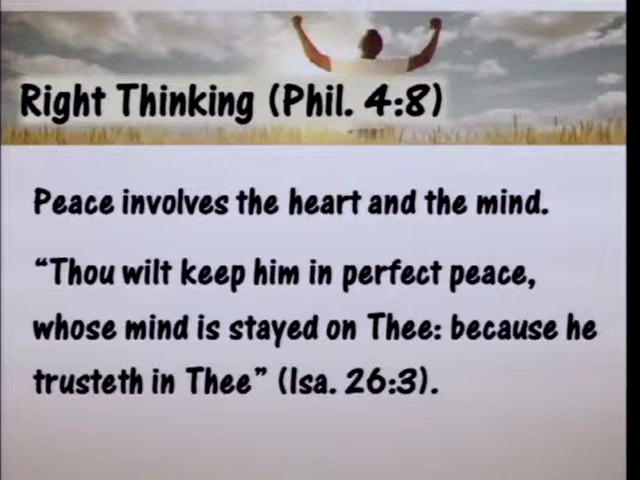 Right Thinking (Phil. 4:8)
Peace involves the heart and the mind.
“Thou wilt keep him in perfect peace,
whose mind is stayed on Thee: because he
trusteth in Thee” (Isa. 26:3).